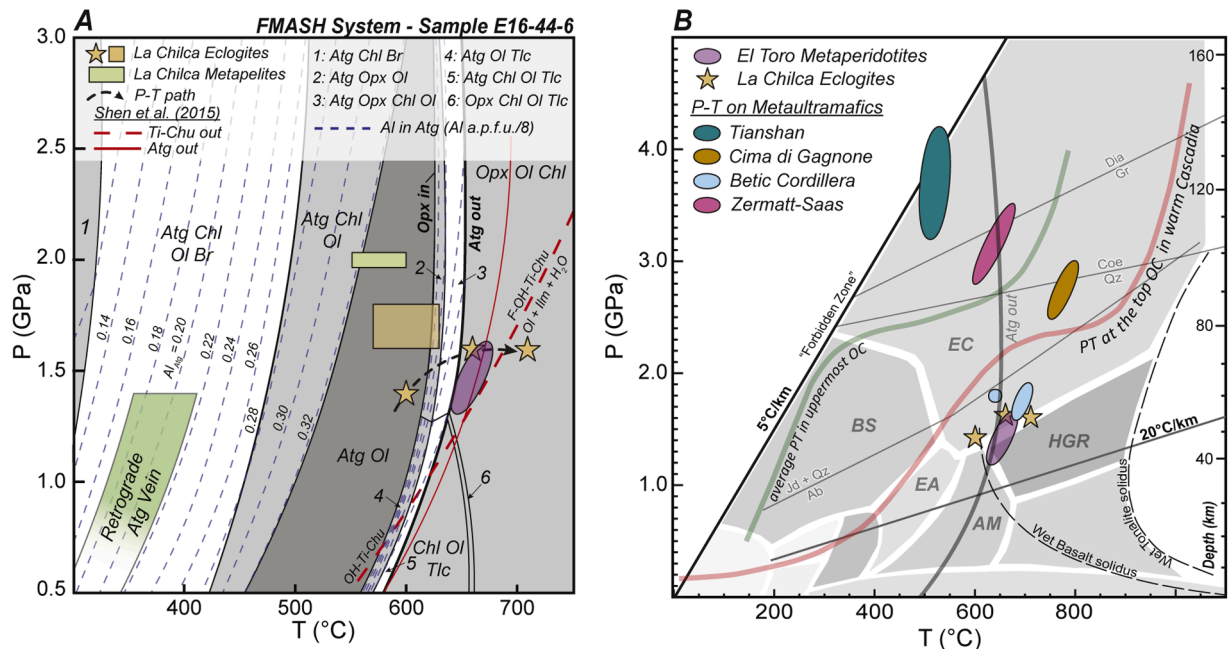 A
FMASH System - Sample E16-44-6
La Chilca Eclogites
La Chilca Metapelites
P-T path
Shen et al. (2015)
Ti-Chu out
Atg out
1: Atg Chl Br
2: Atg Opx Ol
3: Atg Opx Chl Ol
4: Atg Ol Tlc
5: Atg Chl Ol Tlc
6: Opx Chl Ol Tlc
Al in Atg (Al a.p.f.u./8)
3.0
2.5
2.0
1.5
1.0
0.5
P (GPa)
400
500
600
700
T (°C)
1
Atg Chl
Ol Br
Atg Chl
Ol
Opx in
Atg out
Opx Ol Chl
2
3
F-OH-Ti-Chu
Ol + Ilm + H2O
0.14
0.16
0.18
AlAtg = 0.20
0.22
0.24
0.26
0.28
0.30
0.32
Retrograde
Atg Vein
Atg Ol
4
6
OH-Ti-Chu
5
Chl Ol
Tlc
B
El Toro Metaperidotites
La Chilca Eclogites
P-T on Metaultramafics
Tianshan
Cima di Gagnone
Betic Cordillera
Zermatt-Saas
4.0
3.0
2.0
1.0
P (GPa)
200
400
600
800
T (°C)
160
120
80
40
Depth (km)
"Forbidden Zone"
5°C/km
average PT in uppermost OC
Dia
Gr
Coe
Qz
Atg out
PT at the top OC in warm Cascadia
EC
BS
HGR
20°C/km
Jd + Qz
Ab
EA
AM
Wet Basalt solidus
Wet Tonalite solidus